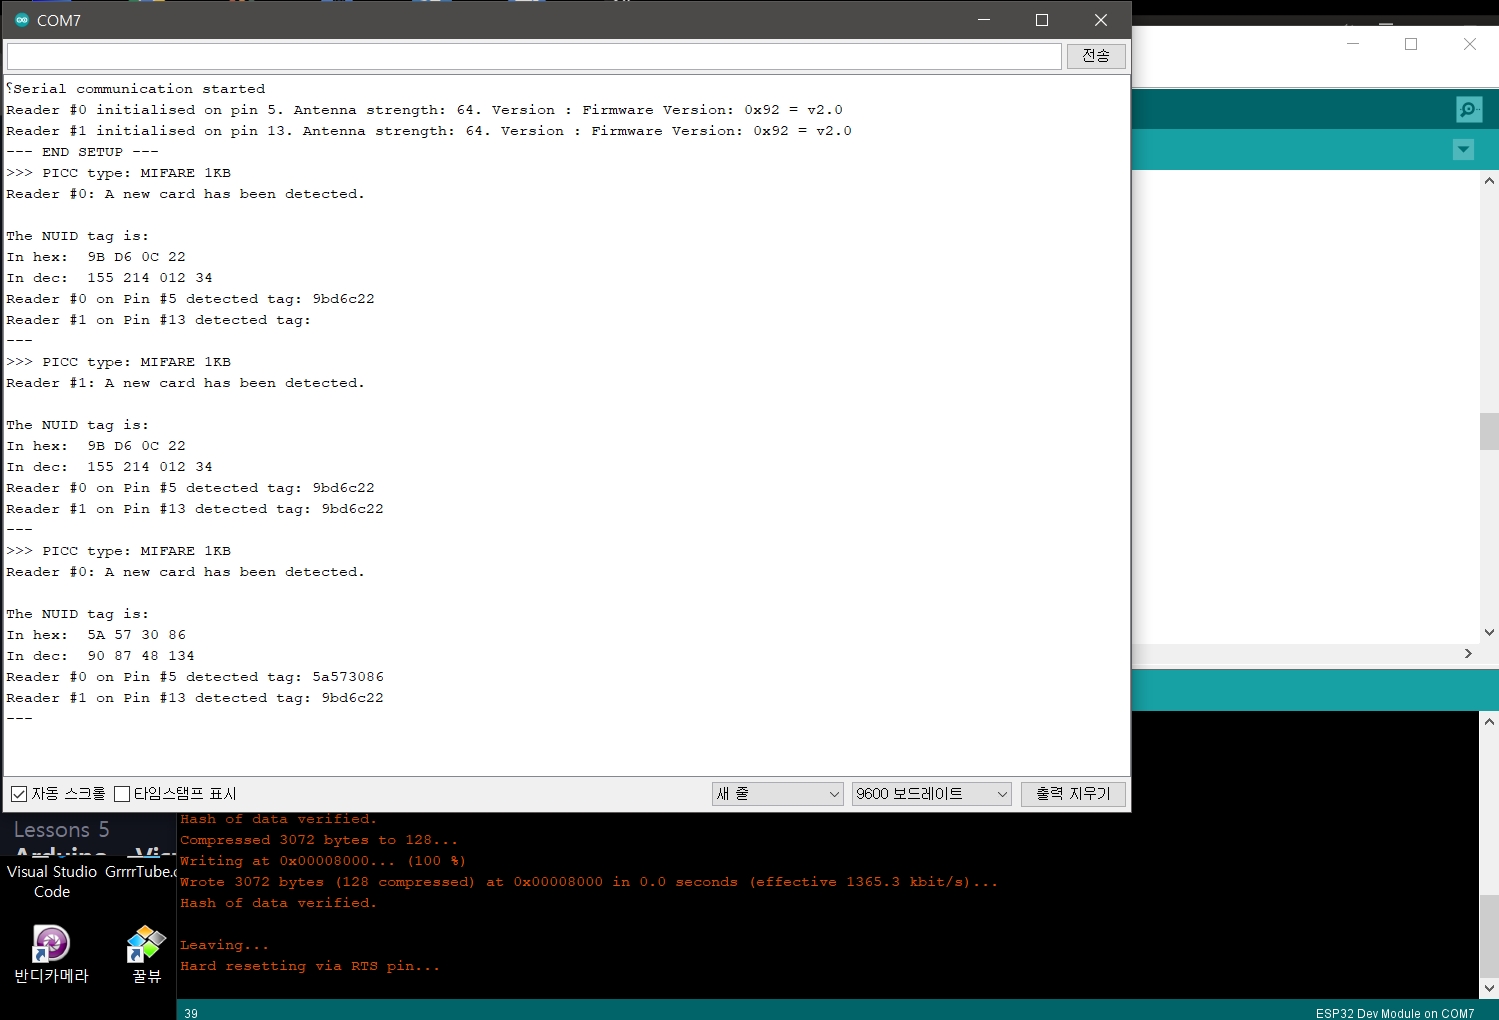 COM7
전송
⸮Serial communication started
Reader #0 initialised on pin 5. Antenna strength: 64. Version : Firmware Version: 0x92 = v2.0
Reader #1 initialised on pin 13. Antenna strength: 64. Version : Firmware Version: 0x92 = v2.0
--- END SETUP ---
>>> PICC type: MIFARE 1KB
Reader #0: A new card has been detected.
The NUID tag is:
In hex:  9B D6 0C 22
In dec:  155 214 012 34
Reader #0 on Pin #5 detected tag: 9bd6c22
Reader #1 on Pin #13 detected tag:
---
>>> PICC type: MIFARE 1KB
Reader #1: A new card has been detected.
The NUID tag is:
In hex:  9B D6 0C 22
In dec:  155 214 012 34
Reader #0 on Pin #5 detected tag: 9bd6c22
Reader #1 on Pin #13 detected tag: 9bd6c22
---
>>> PICC type: MIFARE 1KB
Reader #0: A new card has been detected.
The NUID tag is:
In hex:  5A 57 30 86
In dec:  90 87 48 134
Reader #0 on Pin #5 detected tag: 5a573086
Reader #1 on Pin #13 detected tag: 9bd6c22
---
자동 스크롤 타임스탬프 표시 새 줄 9600 보드레이트 출력 지우기
Hash of data verified.
Compressed 3072 bytes to 128...
Writing at 0x00008000... (100 %)
Wrote 3072 bytes (128 compressed) at 0x00008000 in 0.0 seconds (effective 1365.3 kbit/s)...
Hash of data verified.
Leaving...
Hard resetting via RTS pin...
39 ESP32 Dev Module on COM7
Lessons 5
Visual Studio Code
GrrrrTube.c
반디카메라
꿀뷰